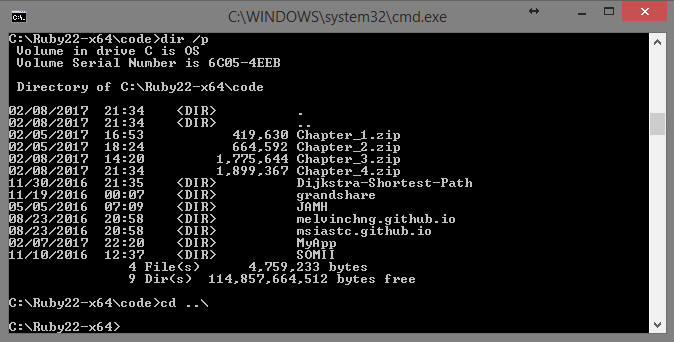 C:\WINDOWS\system32\cmd.exe
C:\Ruby22-x64\code>dir /p
 Volume in drive C is OS
 Volume Serial Number is 6C05-4EEB
 Directory of C:\Ruby22-x64\code
02/08/2017  21:34    <DIR>          .
02/08/2017  21:34    <DIR>          ..
02/05/2017  16:53           419,630 Chapter_1.zip
02/05/2017  18:24           664,592 Chapter_2.zip
02/08/2017  14:20         1,775,644 Chapter_3.zip
02/08/2017  21:34         1,899,367 Chapter_4.zip
11/30/2016  21:35    <DIR>          Dijkstra-Shortest-Path
11/19/2016  00:07    <DIR>          grandshare
05/05/2016  07:09    <DIR>          JAMH
08/23/2016  20:58    <DIR>          melvinchng.github.io
08/23/2016  20:58    <DIR>          msiastc.github.io
02/07/2017  22:20    <DIR>          MyApp
11/10/2016  12:37    <DIR>          SOMII
               4 File(s)      4,759,233 bytes
               9 Dir(s)  114,857,664,512 bytes free
C:\Ruby22-x64\code>cd ..\
C:\Ruby22-x64>